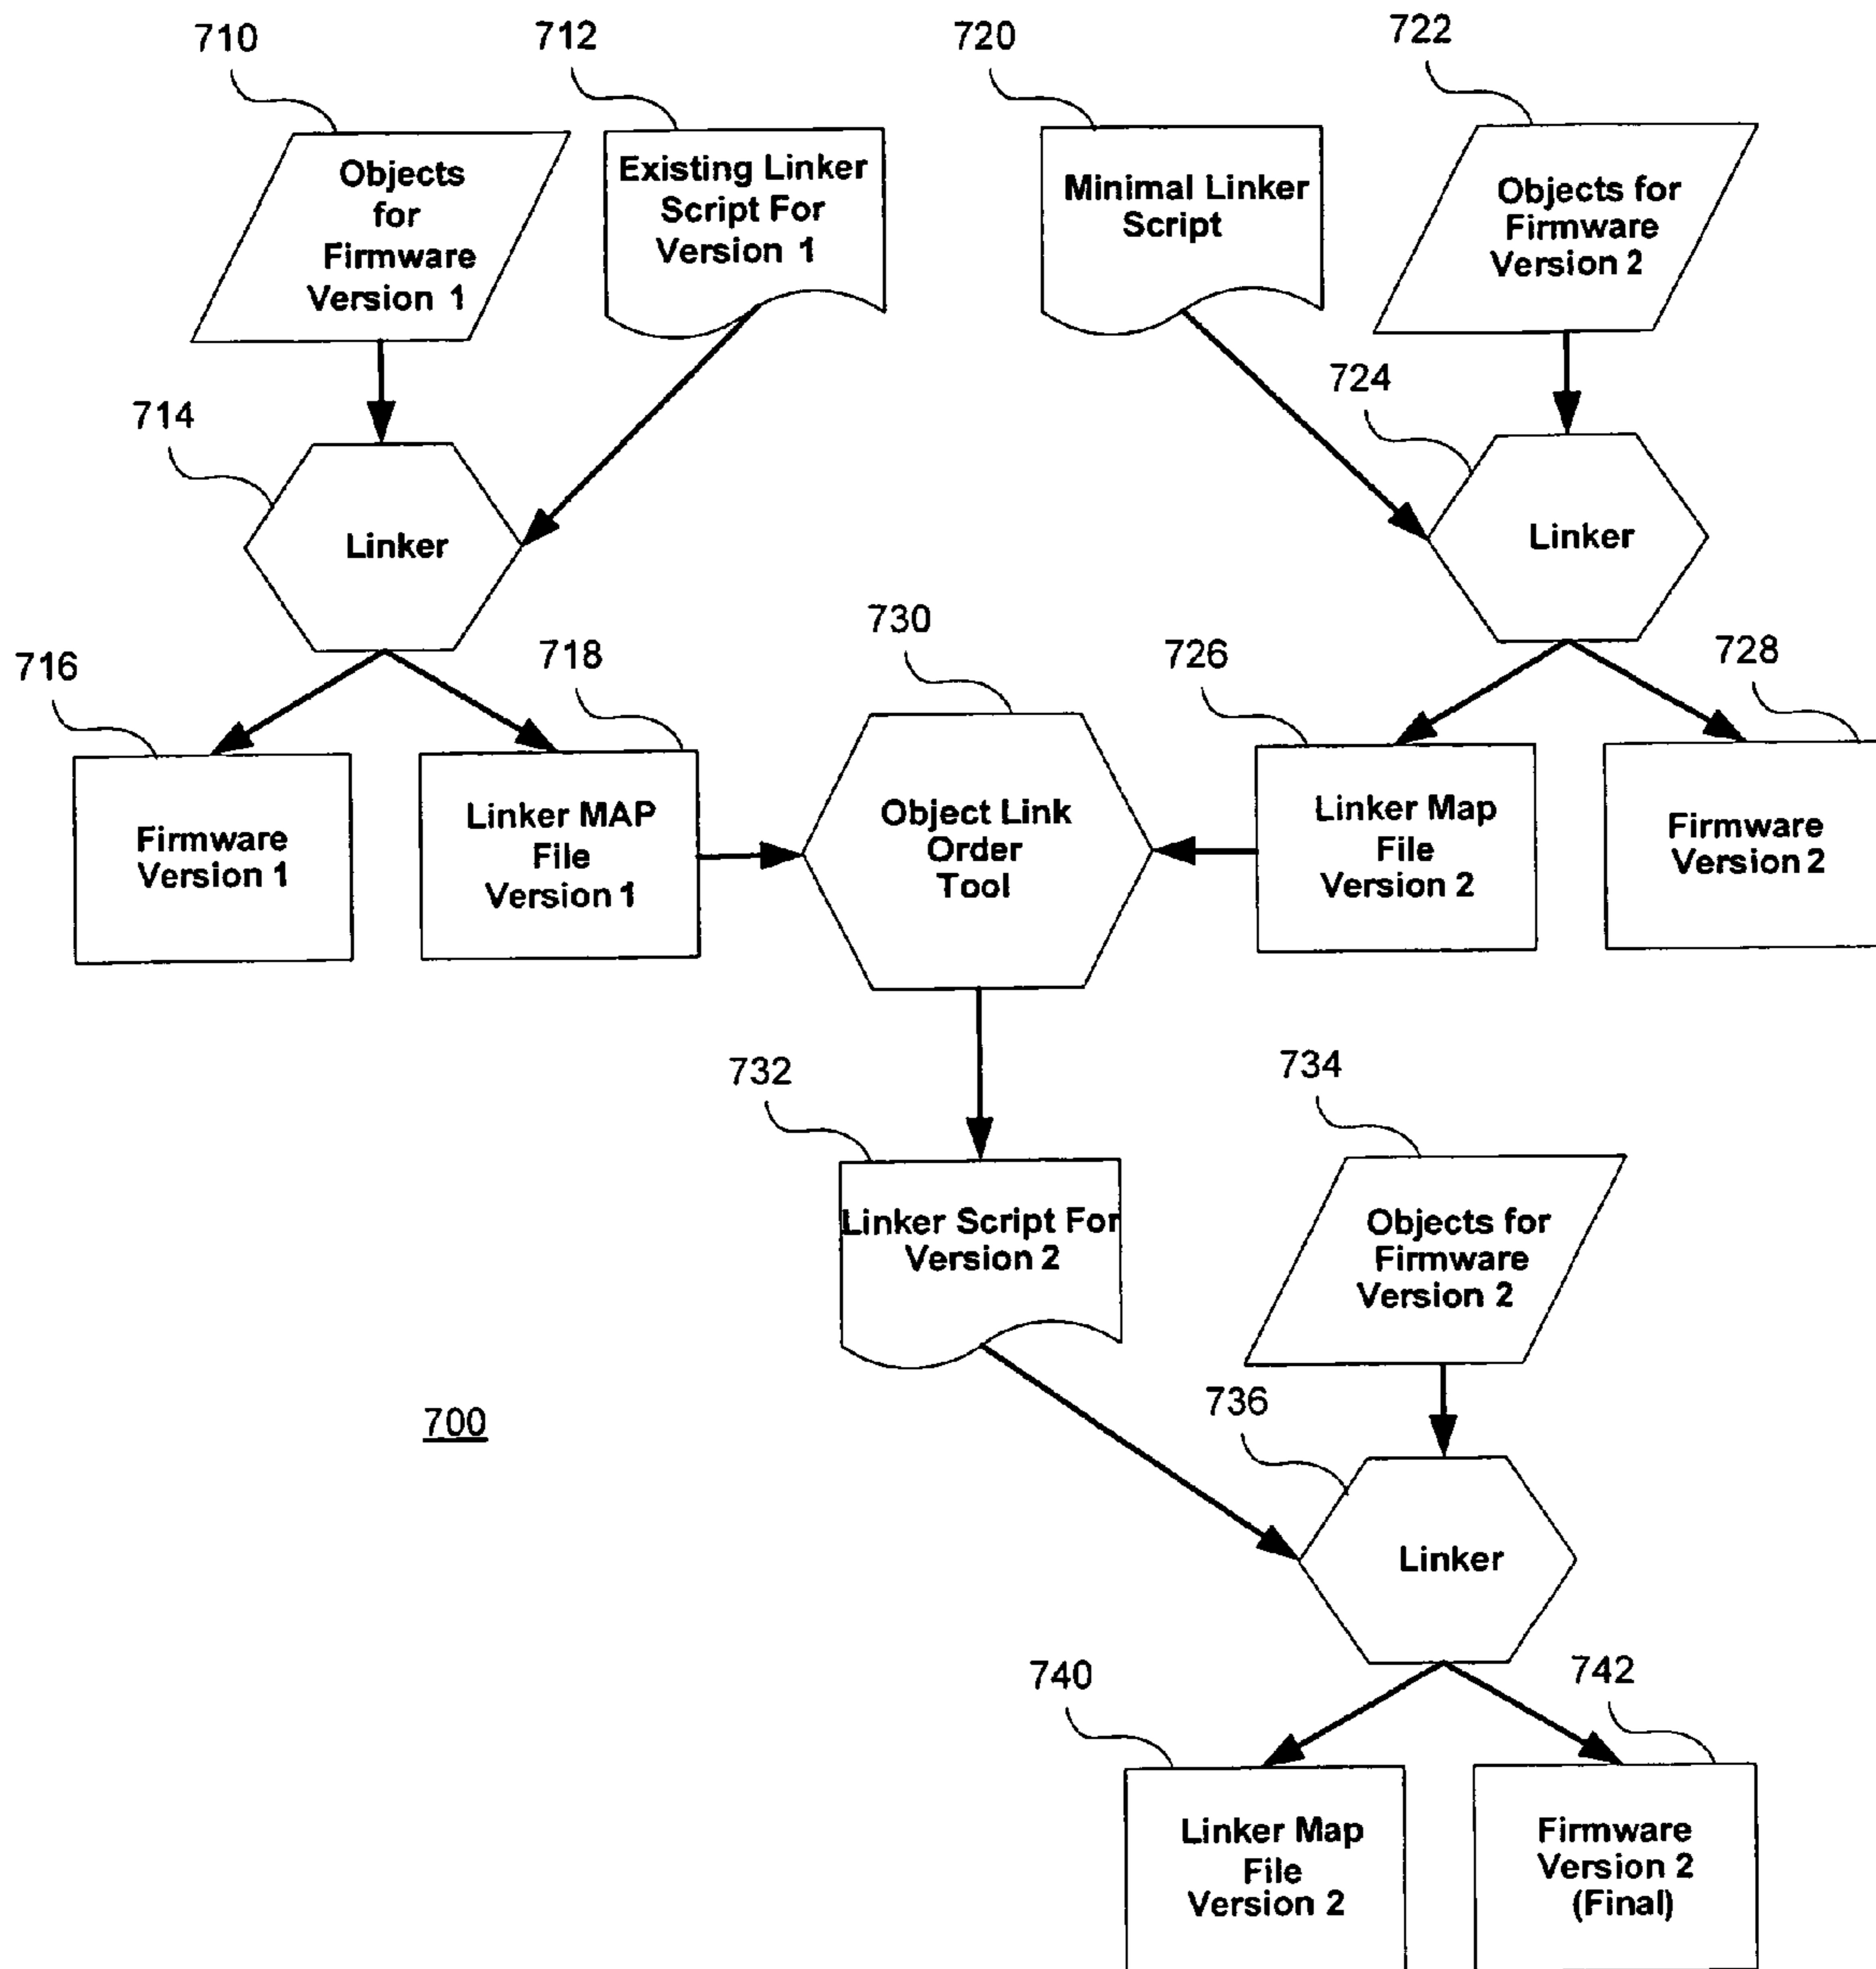 710
712
720
722
Objects
for
Firmware
Version 1
Existing Linker
Script For
Version 1
Minimal Linker
Script
Objects for
Firmware
Version 2
714
724
Linker
Linker
716
718
730
726
728
Firmware
Version 1
Linker MAP
File
Version 1
Object Link
Order
Tool
Linker Map
File
Version 2
Firmware
Version 2
732
734
Linker Script For
Version 2
Objects for
Firmware
Version 2
700
736
Linker
740
742
Linker Map
File
Version 2
Firmware
Version 2
(Final)